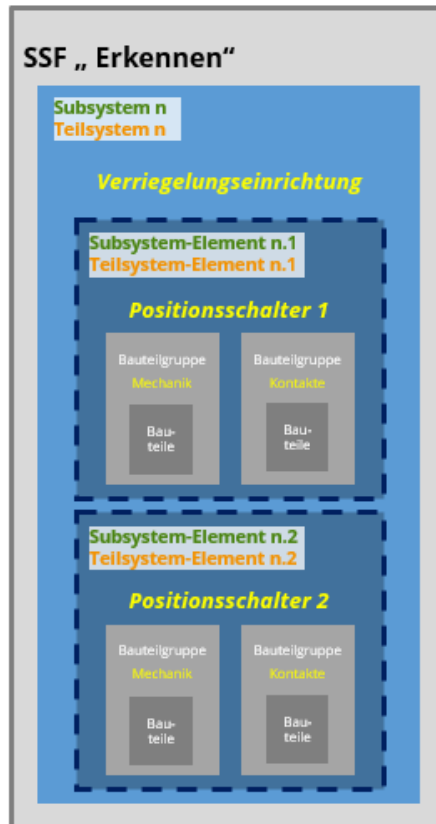 SSF „ Erkennen“
Subsystem n
Teilsystem n
Verriegelungseinrichtung
Subsystem-Element n.1
Teilsystem-Element n.1
Positionsschalter 1
Bauteilgruppe
Mechanik
Bau-
teile
Bauteilgruppe
Kontakte
Bau-
teile
Subsystem-Element n.2
Teilsystem-Element n.2
Positionsschalter 2
Bauteilgruppe
Mechanik
Bau-
teile
Bauteilgruppe
Kontakte
Bau-
teile